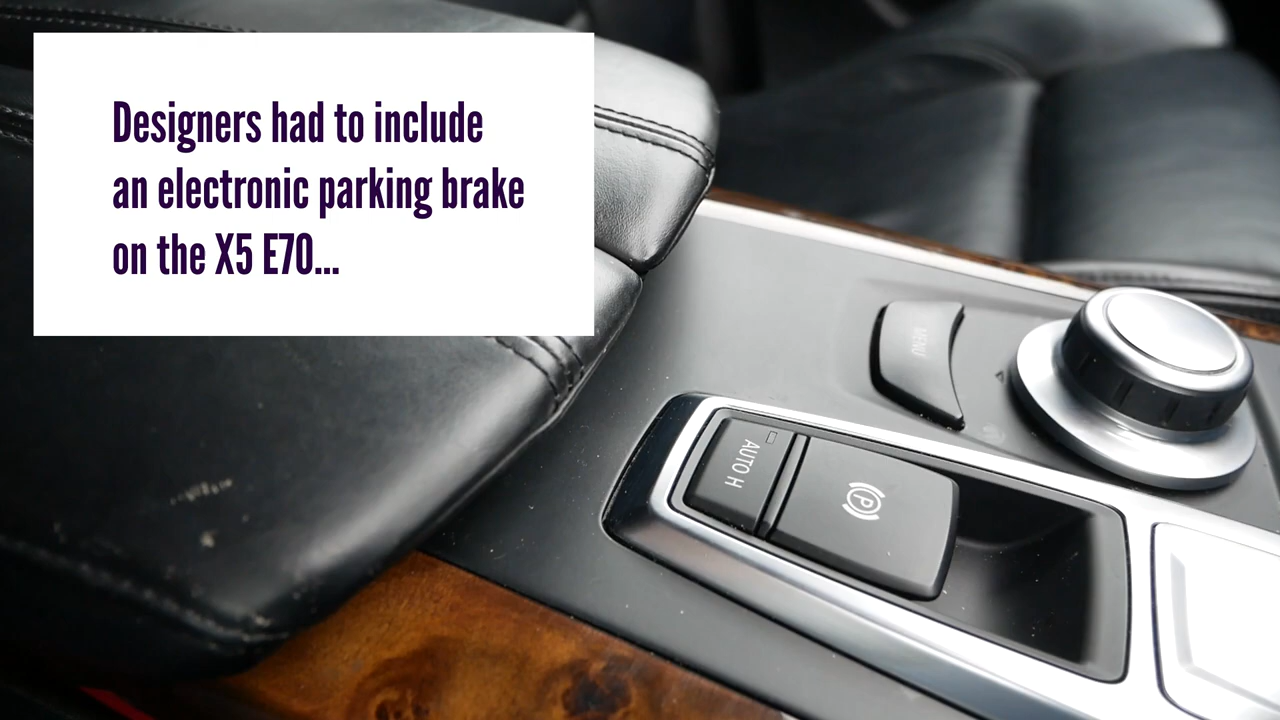 Designers had to include
an electronic parking brake
on the X5 E70...
MENU
AUTO H
P